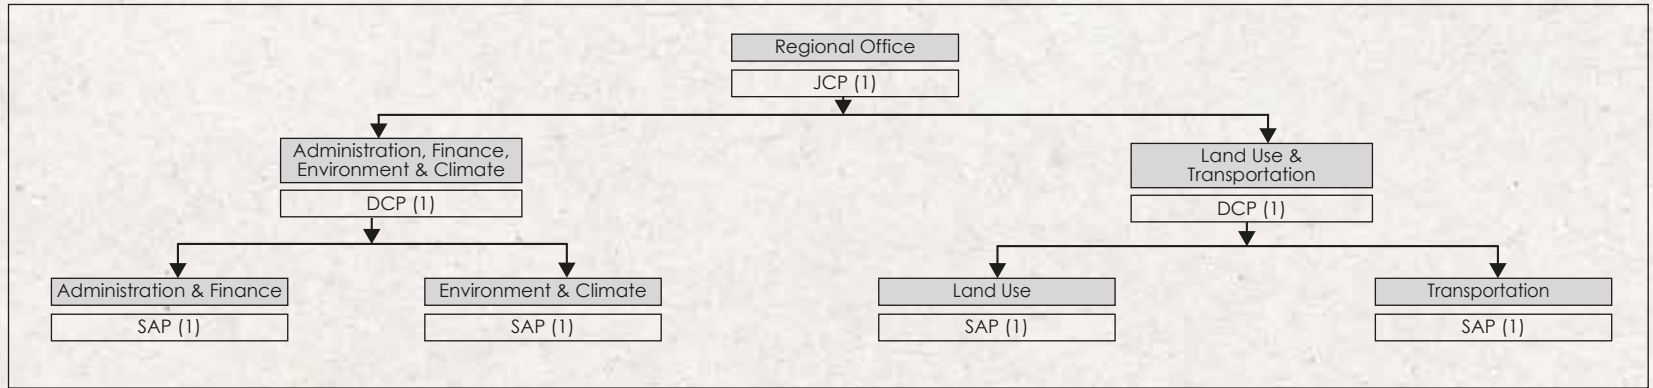 Regional Office
JCP (1)
Administration, Finance,
Environment & Climate
DCP (1)
Land Use &
Transportation
DCP (1)
Administration & Finance
SAP (1)
Environment & Climate
SAP (1)
Land Use
SAP (1)
Transportation
SAP (1)